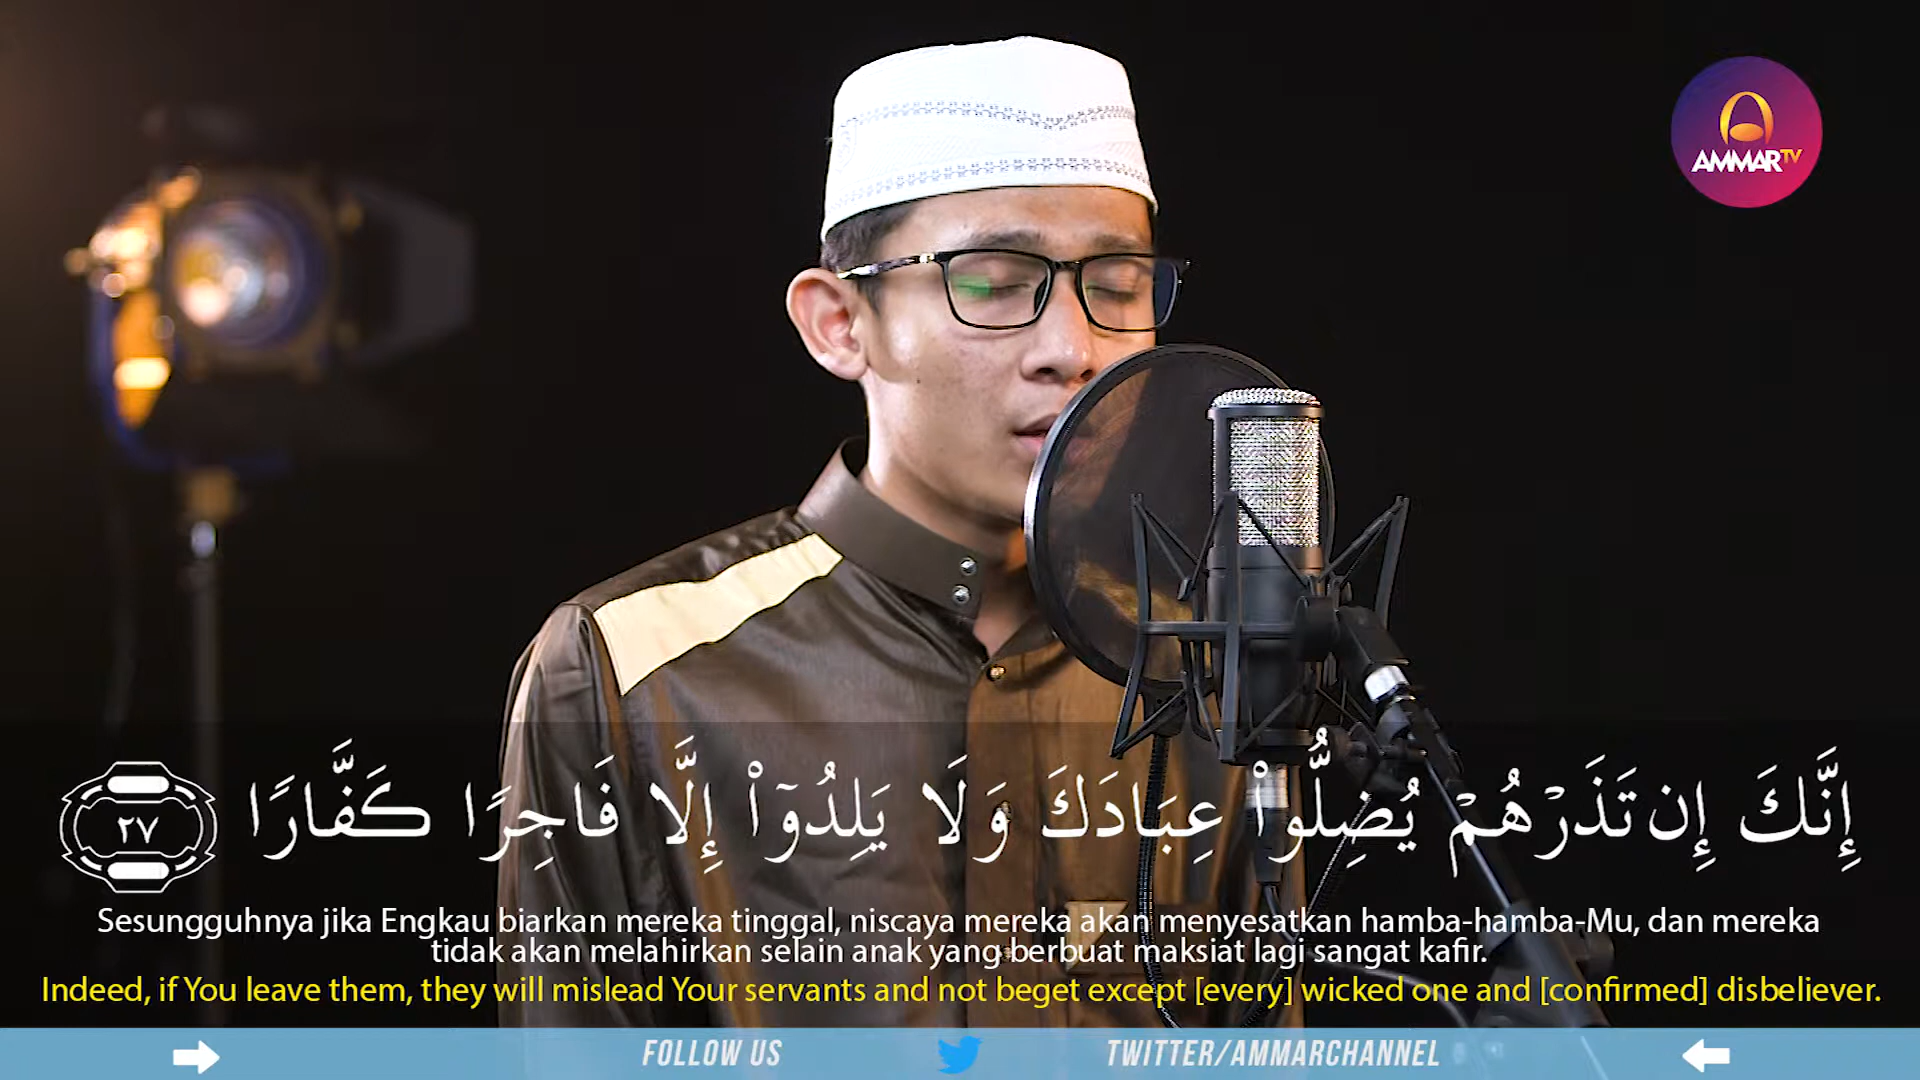 AMMARTV
إِنَّكَ إِن تَذَرْهُمْ يُضِلُّوا۟ عِبَادَكَ وَلَا يَلِدُوٓا۟ إِلَّا فَاجِرًا كَفَّارًا ٢٧
Sesungguhnya jika Engkau biarkan mereka tinggal, niscaya mereka akan menyesatkan hamba-hamba-Mu, dan mereka
tidak akan melahirkan selain anak yang berbuat maksiat lagi sangat kafir.
Indeed, if You leave them, they will mislead Your servants and not beget except [every] wicked one and [confirmed] disbeliever.
FOLLOW US TWITTER/AMMARCHANNEL